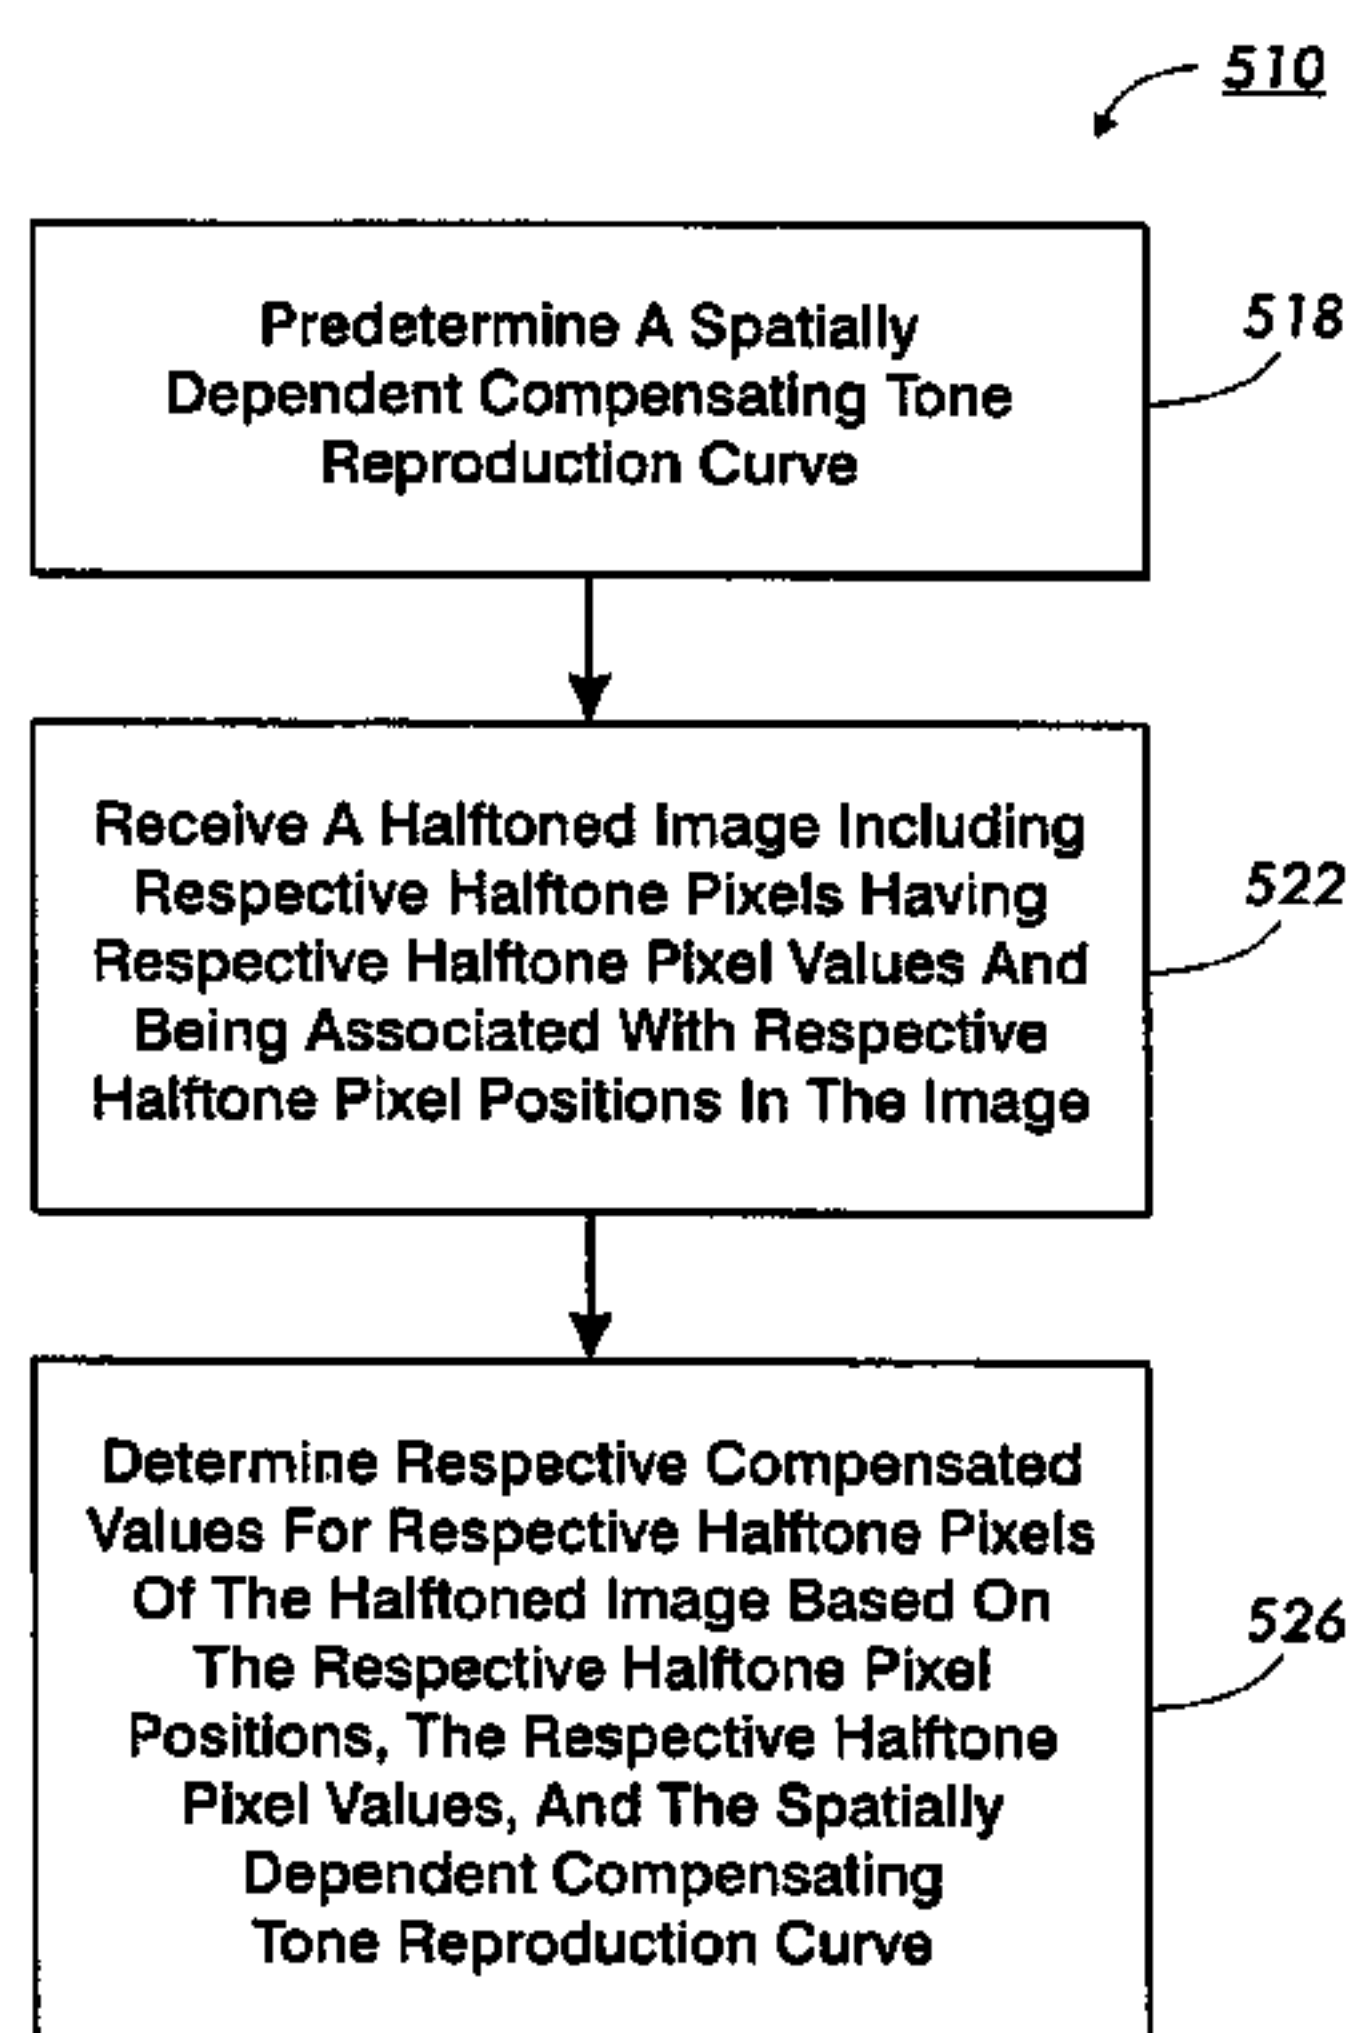 510
Predetermine A Spatially
Dependent Compensating Tone
Reproduction Curve
518
Receive A Halftoned Image Including
Respective Halftone Pixels Having
Respective Halftone Pixel Values And
Being Associated With Respective
Halftone Pixel Positions In The Image
522
Determine Respective Compensated
Values For Respective Halftone Pixels
Of The Halftoned Image Based On
The Respective Halftone Pixel
Positions, The Respective Halftone
Pixel Values, And The Spatially
Dependent Compensating
Tone Reproduction Curve
526